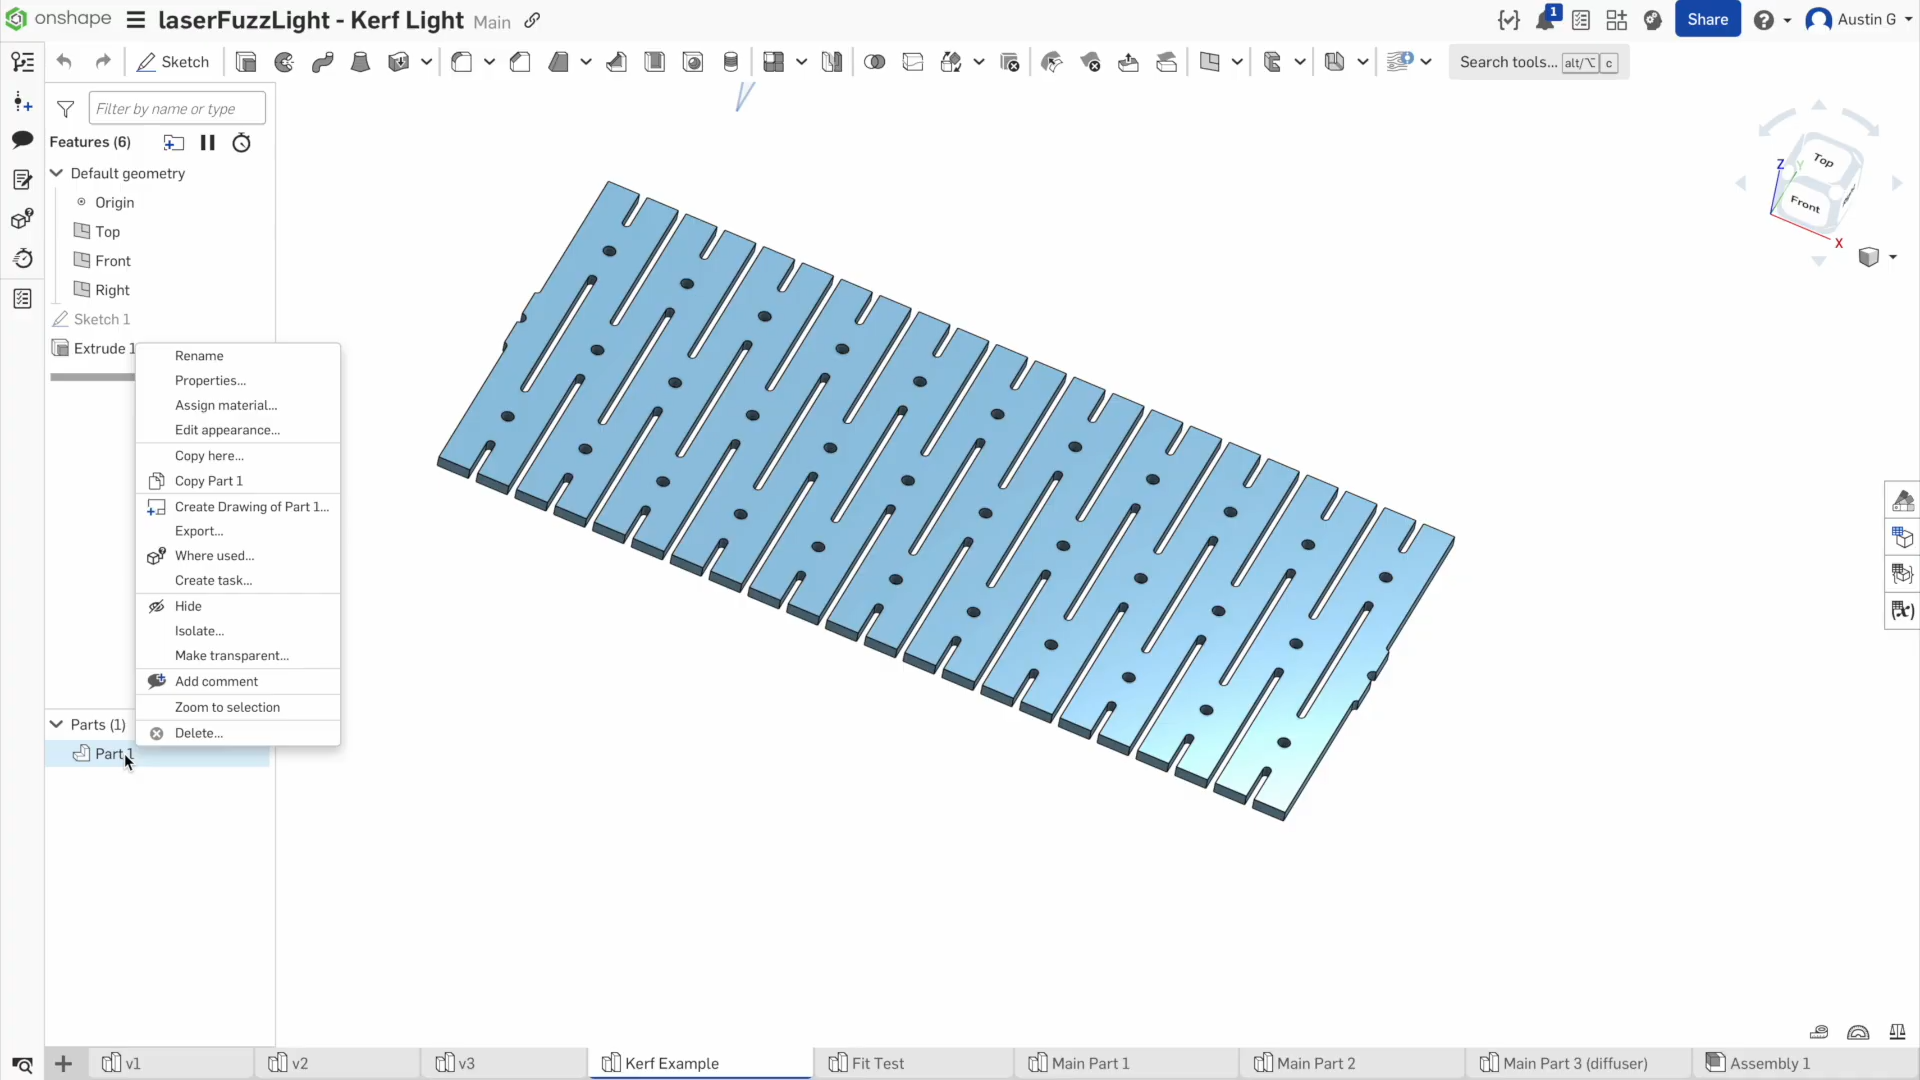 onshape
laserFuzzLight - Kerf Light Main
1
Share
Austin G
Sketch
Search tools... alt/⌥ c
Filter by name or type
Features (6)
Default geometry
Origin
Top
Front
Right
Sketch 1
Extrude 1
Rename
Properties...
Assign material...
Edit appearance...
Copy here...
Copy Part 1
Create Drawing of Part 1...
Export...
Where used...
Create task...
Hide
Isolate...
Make transparent...
Add comment
Zoom to selection
Delete...
Parts (1)
Part 1
Top
Front
Z
Y
X
(x)
v1
v2
v3
Kerf Example
Fit Test
Main Part 1
Main Part 2
Main Part 3 (diffuser)
Assembly 1